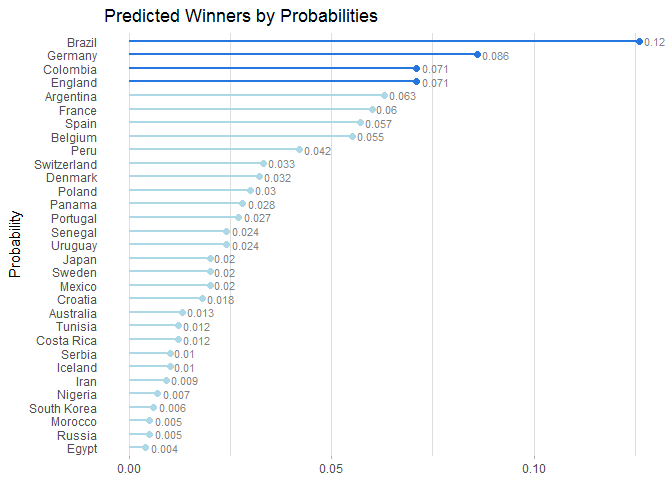 Predicted Winners by Probabilities
Brazil 0.12
Germany 0.086
Colombia 0.071
England 0.071
Argentina 0.063
France 0.06
Spain 0.057
Belgium 0.055
Peru 0.042
Switzerland 0.033
Denmark 0.032
Poland 0.03
Panama 0.028
Portugal 0.027
Senegal 0.024
Uruguay 0.024
Japan 0.02
Sweden 0.02
Mexico 0.02
Croatia 0.018
Australia 0.013
Tunisia 0.012
Costa Rica 0.012
Serbia 0.01
Iceland 0.01
Iran 0.009
Nigeria 0.007
South Korea 0.006
Morocco 0.005
Russia 0.005
Egypt 0.004
Probability
0.00 0.05 0.10